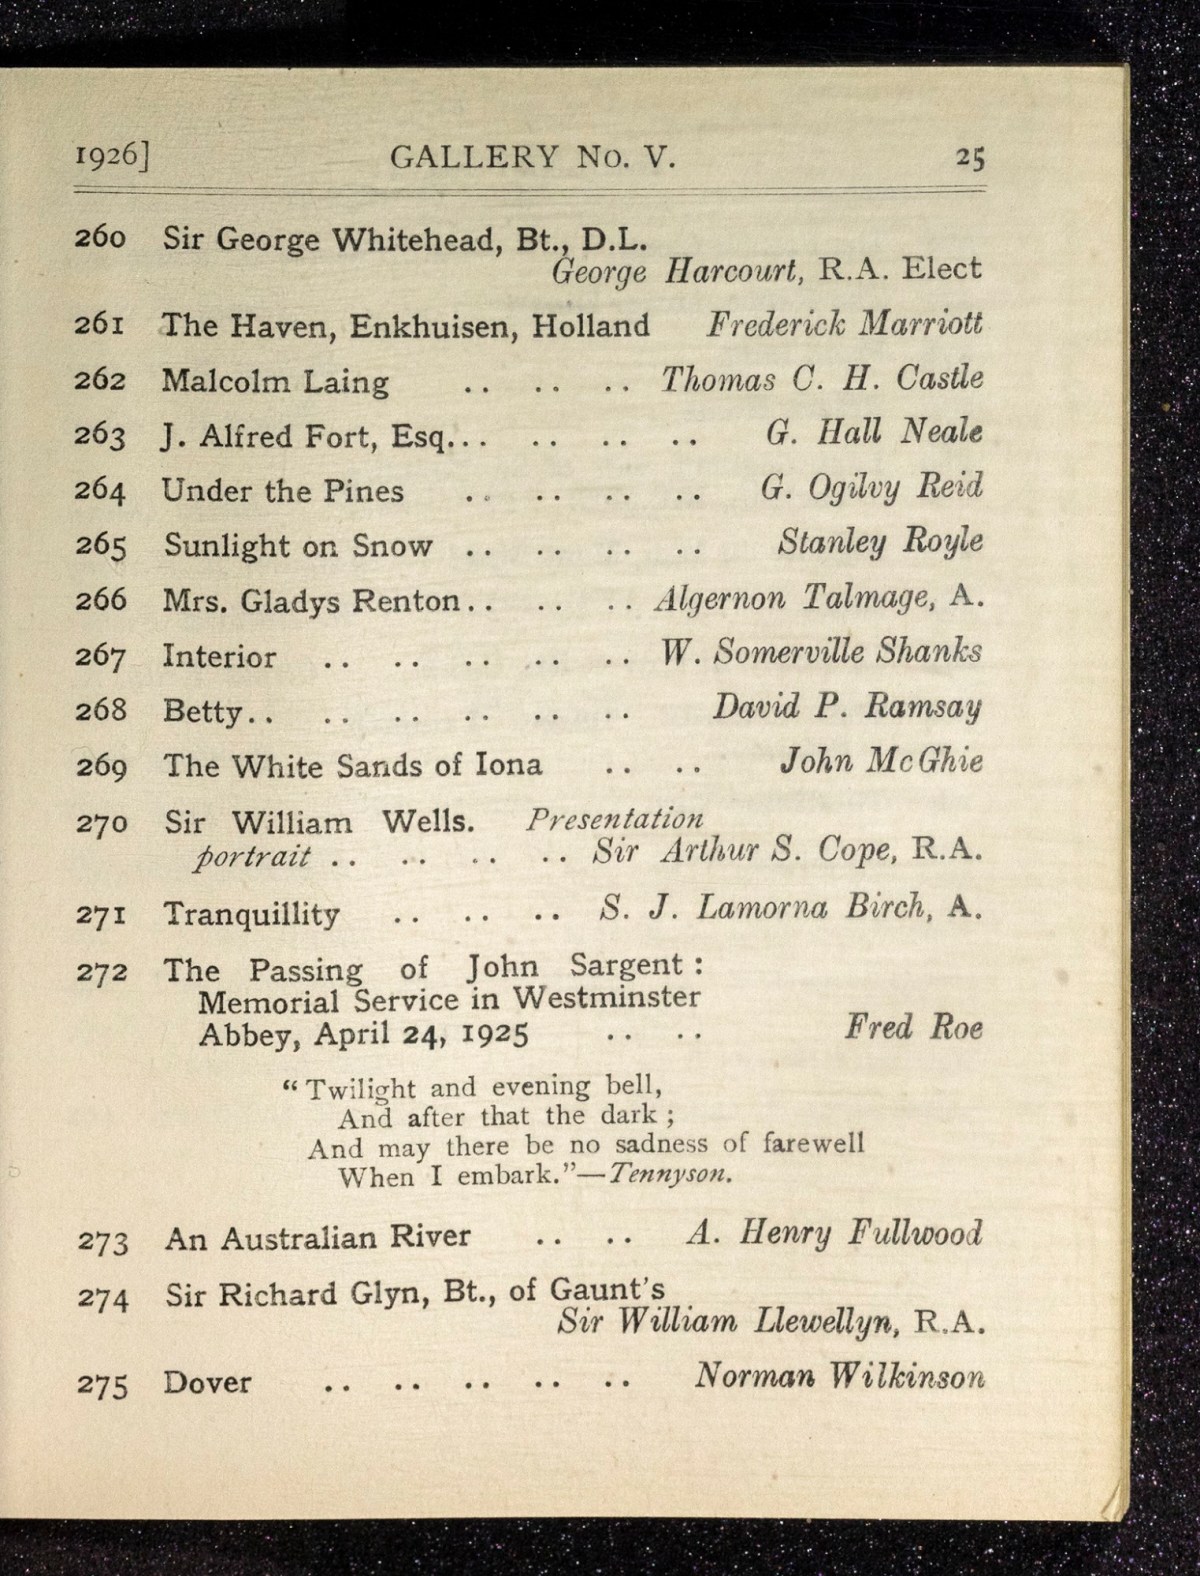 1926] GALLERY No. V. 25
260 Sir George Whitehead, Bt., D.L.
George Harcourt, R.A. Elect
261 The Haven, Enkhuisen, Holland Frederick Marriott
262 Malcolm Laing .. .. .. Thomas C. H. Castle
263 J. Alfred Fort, Esq... .. .. .. G. Hall Neale
264 Under the Pines .. .. .. .. G. Ogilvy Reid
265 Sunlight on Snow .. .. .. .. Stanley Royle
266 Mrs. Gladys Renton.. .. .. Algernon Talmage, A.
267 Interior .. .. .. .. .. W. Somerville Shanks
268 Betty.. .. .. .. .. .. David P. Ramsay
269 The White Sands of Iona .. .. John McGhie
270 Sir William Wells. Presentation
portrait .. .. .. .. Sir Arthur S. Cope, R.A.
271 Tranquillity .. .. .. S. J. Lamorna Birch, A.
272 The Passing of John Sargent :
Memorial Service in Westminster
Abbey, April 24, 1925 .. .. Fred Roe
“ Twilight and evening bell,
And after that the dark ;
And may there be no sadness of farewell
When I embark.”—Tennyson.
273 An Australian River .. .. A. Henry Fullwood
274 Sir Richard Glyn, Bt., of Gaunt's
Sir William Llewellyn, R.A.
275 Dover .. .. .. .. .. Norman Wilkinson